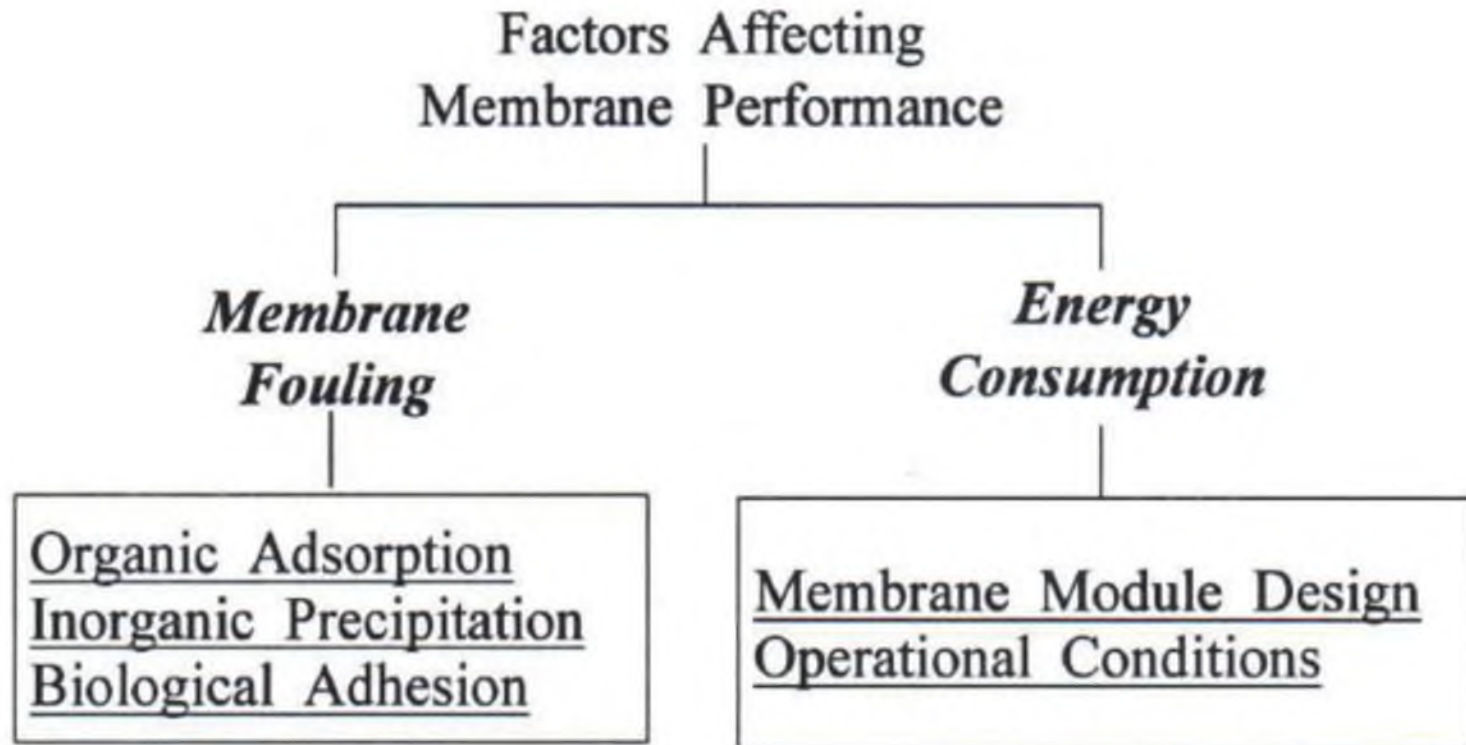 Factors Affecting
Membrane Performance
Membrane
Fouling
Energy
Consumption
Organic Adsorption
Inorganic Precipitation
Biological Adhesion
Membrane Module Design
Operational Conditions